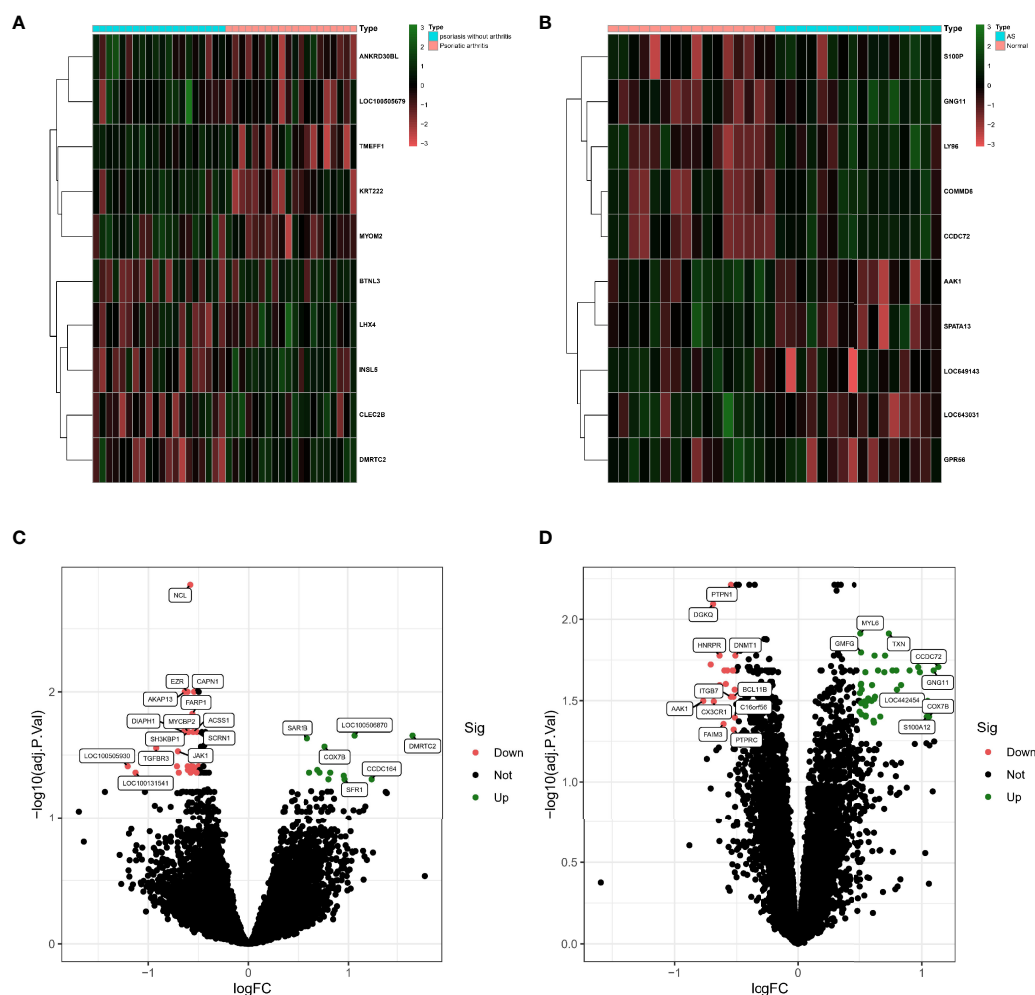 A
Type
ANKRD30BL
LOC100505679
TMEFF1
KRT222
MYOM2
BTNL3
LHX4
INSL5
CLEC2B
DMRTC2
3
2
1
0
−1
−2
−3
Type
psoriasis without arthritis
Psoriatic arthritis
B
Type
S100P
GNG11
LY96
COMMD6
CCDC72
AAK1
SPATA13
LOC649143
LOC643031
GPR56
3
2
1
0
−1
−2
−3
Type
AS
Normal
C
NCL
EZR
CAPN1
AKAP13
FARP1
DIAPH1
MYCBP2
ACSS1
SH3KBP1
SCRN1
LOC100505930
TGFBR3
JAK1
LOC100131541
SAR1B
LOC100506870
COX7B
DMRTC2
CCDC164
SFR1
2
1
0
−log10(adj.P.Val)
−1
0
1
logFC
Sig
Down
Not
Up
D
PTPN1
DGKQ
MYL6
HNRPR
DNMT1
GMFG
TXN
CCDC72
ITGB7
BCL11B
GNG11
AAK1
CX3CR1
C16orf56
LOC442454
COX7B
FAIM3
PTPRC
S100A12
2.0
1.5
1.0
0.5
0.0
−log10(adj.P.Val)
−1
0
1
logFC
Sig
Down
Not
Up